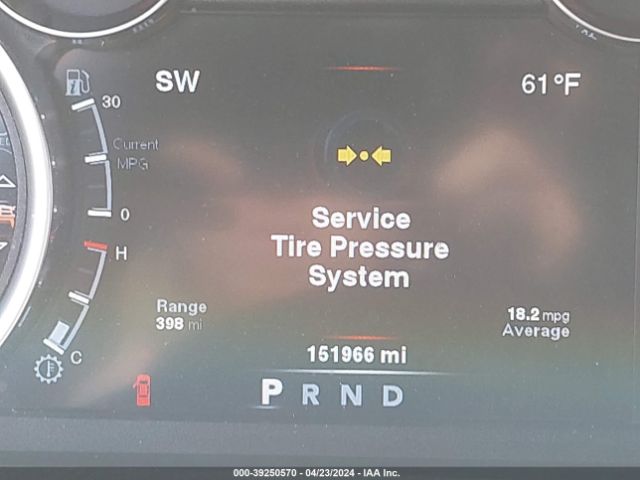 SW
61°F
30
Current
MPG
0
Service
Tire Pressure
System
H
Range
398 mi
18.2 mpg
Average
C
151966 mi
P R N D
000-39250570 - 04/23/2024 - IAA Inc.